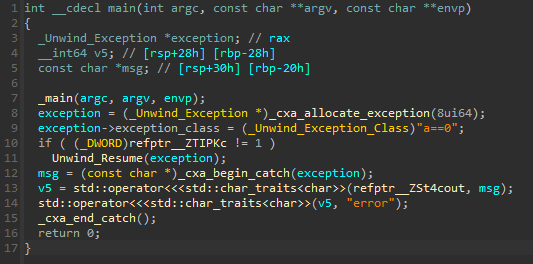 1 int __cdecl main(int argc, const char **argv, const char **envp)
2 {
3 _Unwind_Exception *exception; // rax
4 __int64 v5; // [rsp+28h] [rbp-28h]
5 const char *msg; // [rsp+30h] [rbp-20h]
6
7 _main(argc, argv, envp);
8 exception = (_Unwind_Exception *)_cxa_allocate_exception(8ui64);
9 exception->exception_class = (_Unwind_Exception_Class)"a==0";
10 if ( (_DWORD)refptr__ZTIPKc != 1 )
11 Unwind_Resume(exception);
12 msg = (const char *)_cxa_begin_catch(exception);
13 v5 = std::operator<<<std::char_traits<char>>(refptr__ZSt4cout, msg);
14 std::operator<<<std::char_traits<char>>(v5, "error");
15 _cxa_end_catch();
16 return 0;
17 }